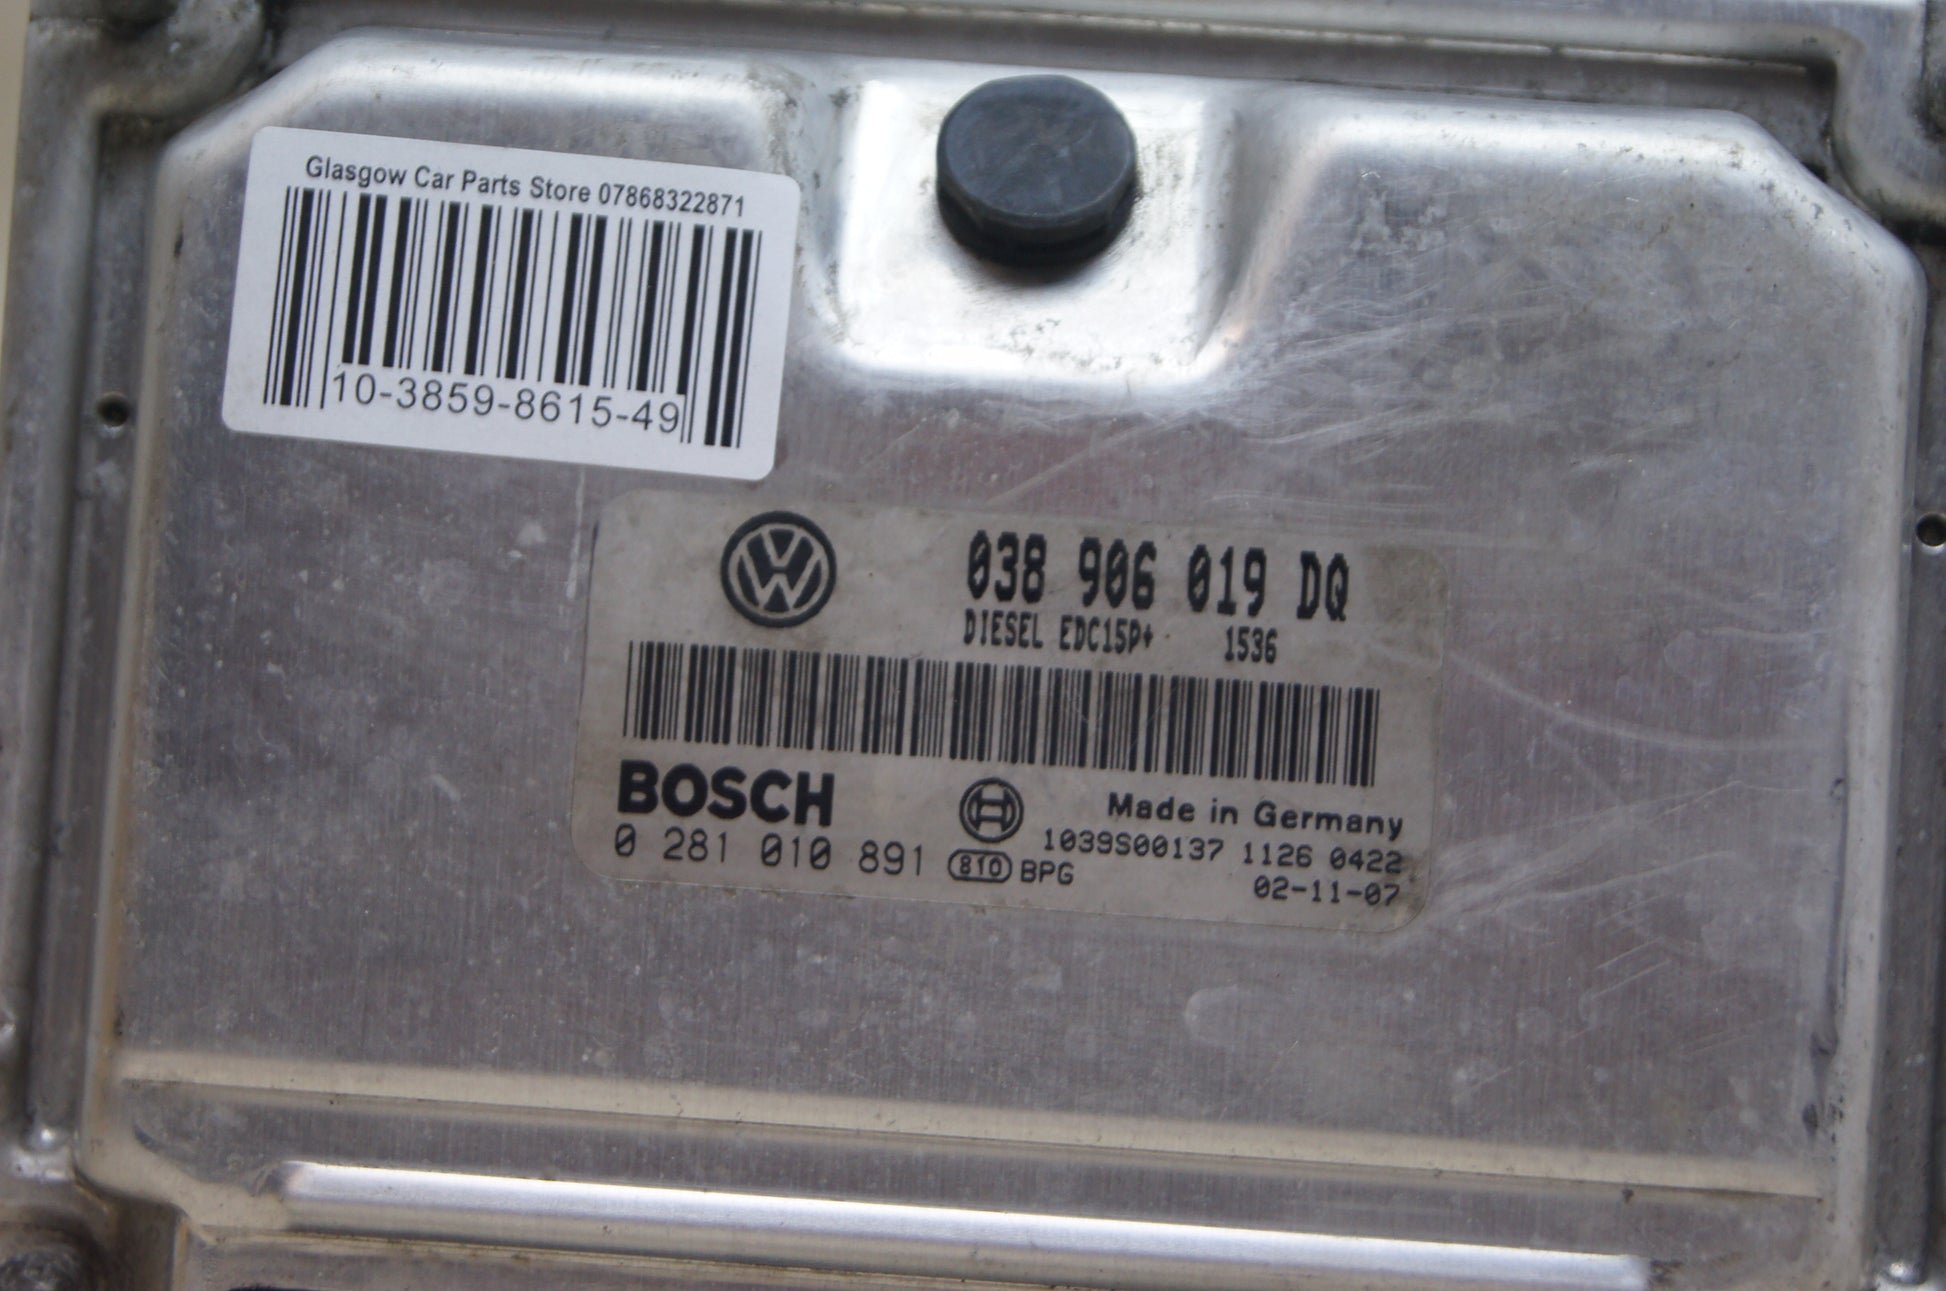 Glasgow Car Parts Store 07868322871
10-3859-8615-49
038 906 019 DQ
DIESEL EDC15P+ 1536
BOSCH
Made in Germany
0 281 010 891
1039S00137 1126 0422
810 BPG
02-11-07